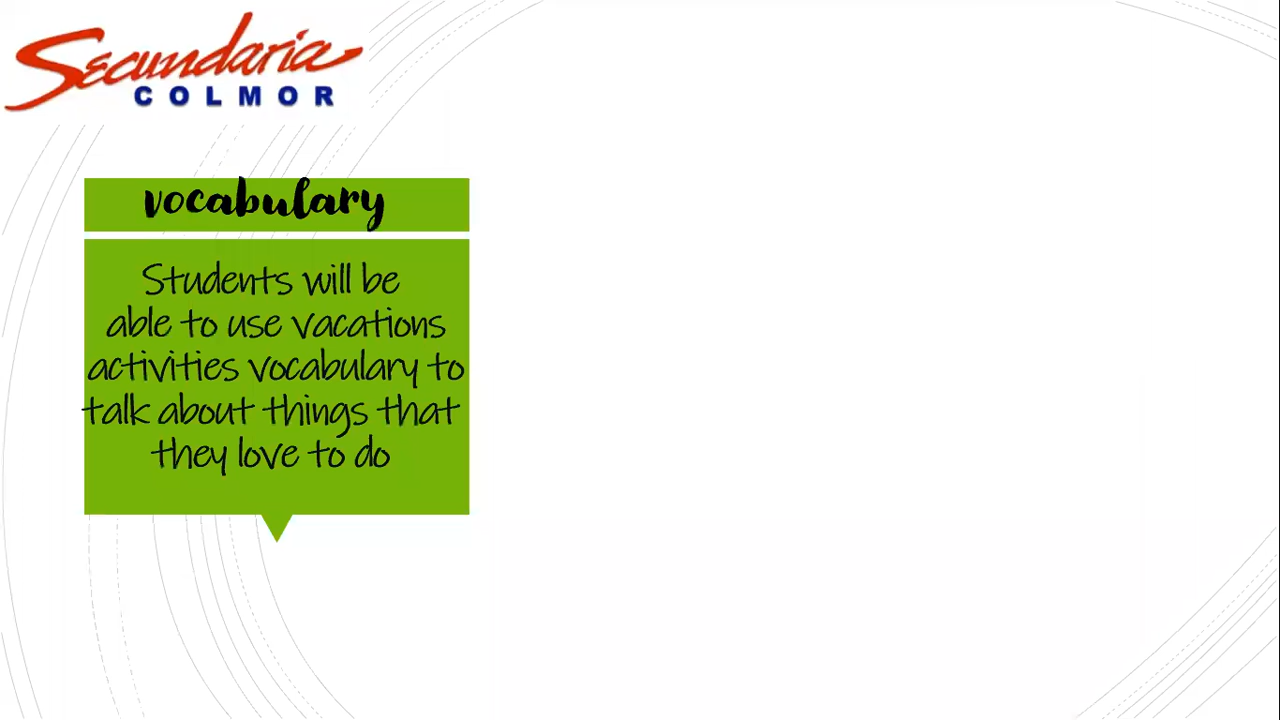 Secundaria
COLMOR
vocabulary
Students will be
able to use vacations
activities vocabulary to
talk about things that
they love to do